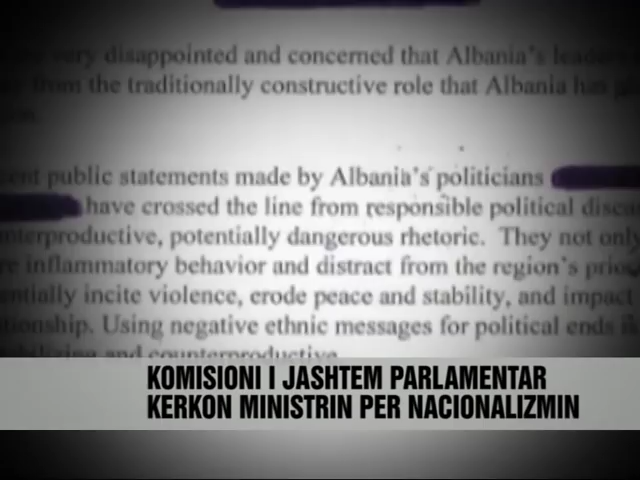 very disappointed and concerned that Albania's
from the traditionally constructive role that Albania has
public statements made by Albania's politicians
have crossed the line from responsible political
potentially dangerous rhetoric. They not only
inflammatory behavior and distract from the region's
incite violence, erode peace and stability, and impact
Using negative ethnic messages for political ends
and counterproductive.
KOMISIONI I JASHTEM PARLAMENTAR
KERKON MINISTRIN PER NACIONALIZMIN